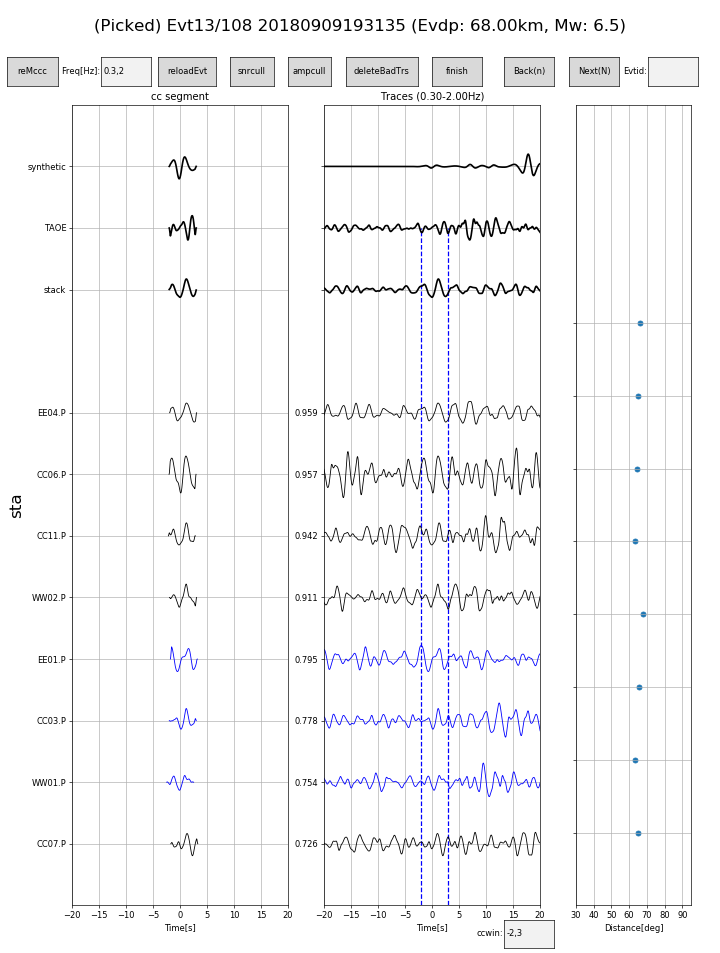 (Picked) Evt13/108 20180909193135 (Evdp: 68.00km, Mw: 6.5)
reMccc Freq[Hz]: 0.3,2 reloadEvt snrcull ampcull deleteBadTrs finish Back(n) Next(N) Evtid:
cc segment Traces (0.30-2.00Hz)
synthetic
TAOE
stack
EE04.P 0.959
CC06.P 0.957
sta
CC11.P 0.942
WW02.P 0.911
EE01.P 0.795
CC03.P 0.778
WW01.P 0.754
CC07.P 0.726
−20 −15 −10 −5 0 5 10 15 20 −20 −15 −10 −5 0 5 10 15 20 30 40 50 60 70 80 90
Time[s] Time[s] Distance[deg]
ccwin: -2,3